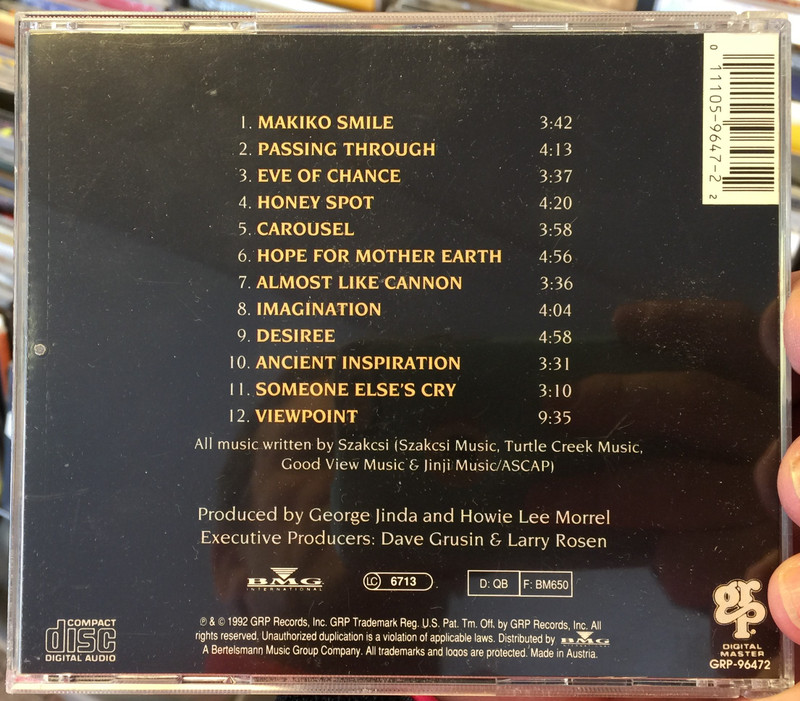 1. MAKIKO SMILE 3:42
2. PASSING THROUGH 4:13
3. EVE OF CHANCE 3:37
4. HONEY SPOT 4:20
5. CAROUSEL 3:58
6. HOPE FOR MOTHER EARTH 4:56
7. ALMOST LIKE CANNON 3:36
8. IMAGINATION 4:04
9. DESIREE 4:58
10. ANCIENT INSPIRATION 3:31
11. SOMEONE ELSE'S CRY 3:10
12. VIEWPOINT 9:35
All music written by Szakcsi (Szakcsi Music, Turtle Creek Music,
Good View Music & Jinji Music/ASCAP)
Produced by George Jinda and Howie Lee Morrel
Executive Producers: Dave Grusin & Larry Rosen
BMG
INTERNATIONAL
LC 6713
D: QB F: BM650
℗ & © 1992 GRP Records, Inc. GRP Trademark Reg. U.S. Pat. Tm. Off. by GRP Records, Inc. All
rights reserved. Unauthorized duplication is a violation of applicable laws. Distributed by BMG
A Bertelsmann Music Group Company. All trademarks and logos are protected. Made in Austria.
COMPACT
disc
DIGITAL AUDIO
grp
DIGITAL
MASTER
GRP-96472
0 11105-9647-2 2